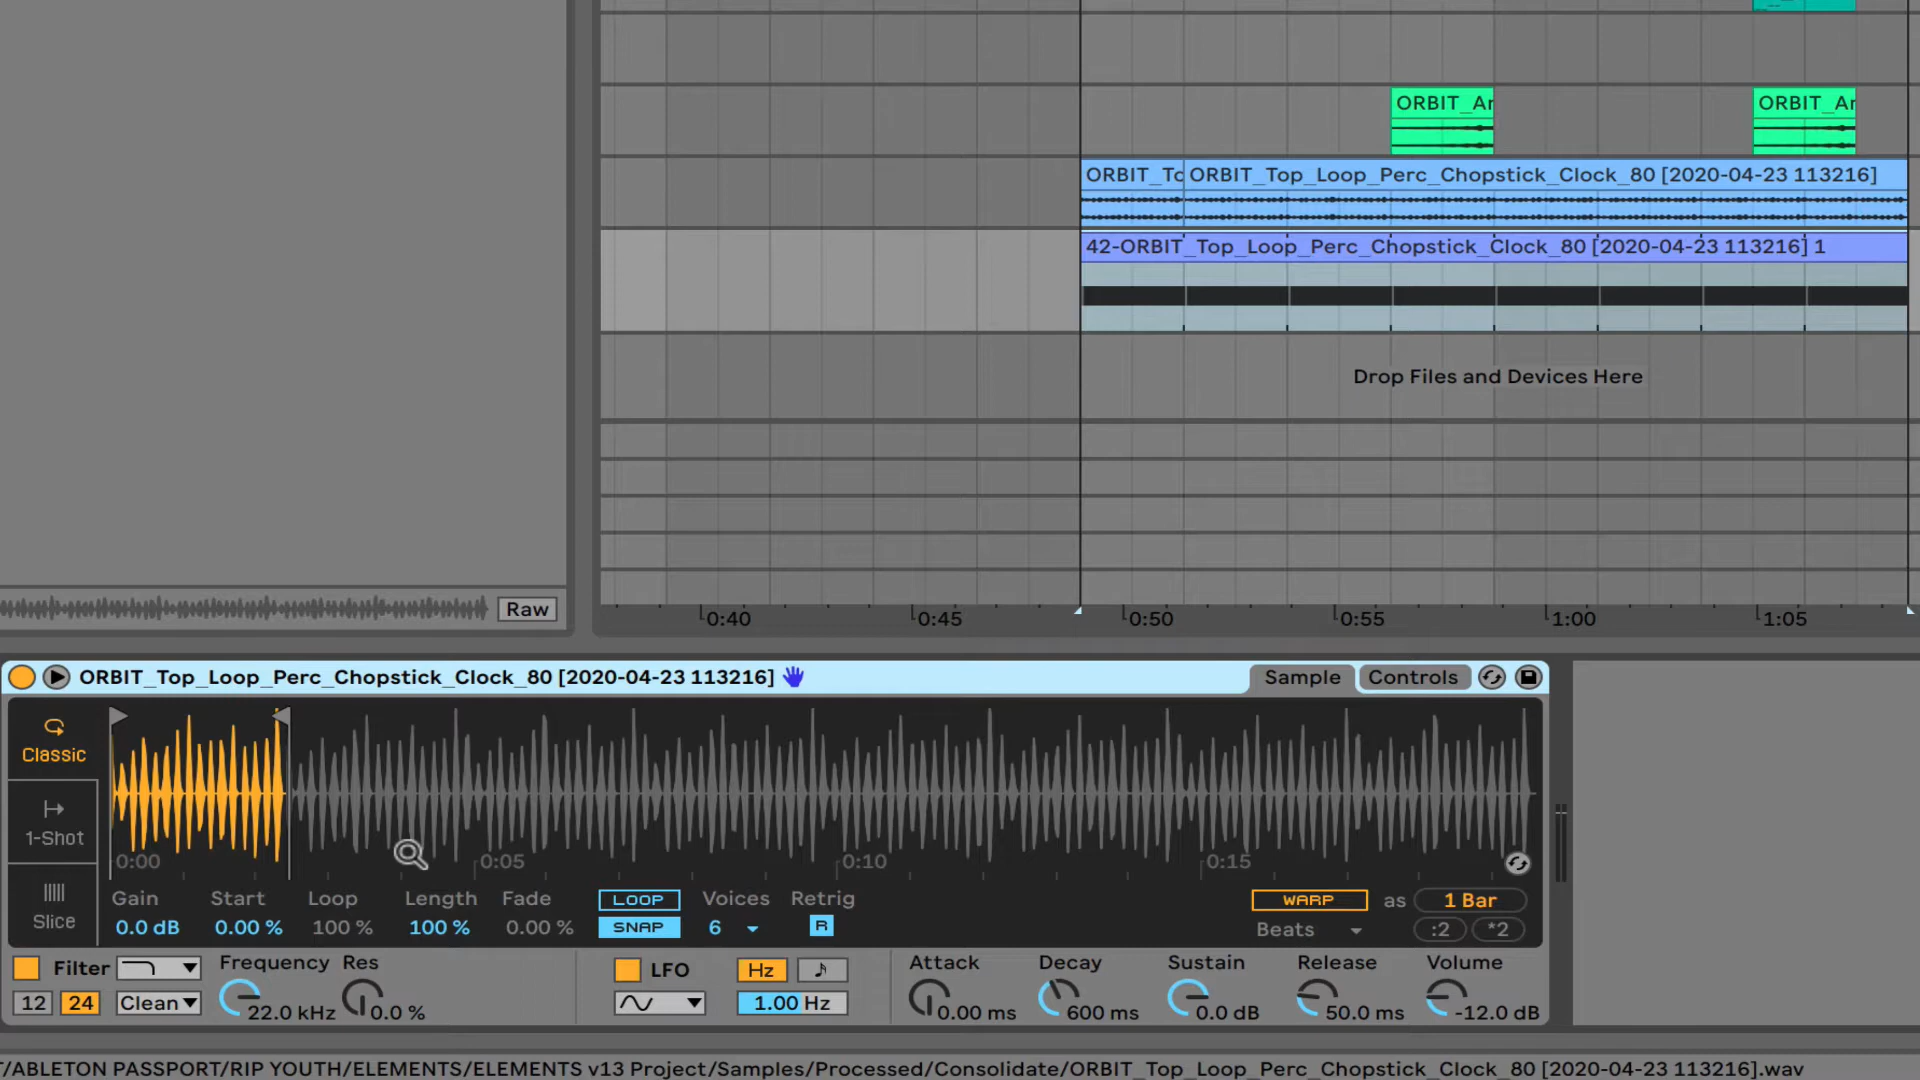 ORBIT_Ar
ORBIT_Ar
ORBIT_To ORBIT_Top_Loop_Perc_Chopstick_Clock_80 [2020-04-23 113216]
42-ORBIT_Top_Loop_Perc_Chopstick_Clock_80 [2020-04-23 113216] 1
Drop Files and Devices Here
Raw
0:40 0:45 0:50 0:55 1:00 1:05
ORBIT_Top_Loop_Perc_Chopstick_Clock_80 [2020-04-23 113216]
Sample
Controls
Classic
1-Shot
Slice
0:00 0:05 0:10 0:15
Gain Start Loop Length Fade LOOP Voices Retrig WARP as 1 Bar
0.0 dB 0.00 % 100 % 100 % 0.00 % SNAP 6 R Beats :2 *2
Filter Frequency Res LFO Hz Attack Decay Sustain Release Volume
12 24 Clean 22.0 kHz 0.0 % 1.00 Hz 0.00 ms 600 ms 0.0 dB 50.0 ms -12.0 dB
/ABLETON PASSPORT/RIP YOUTH/ELEMENTS/ELEMENTS v13 Project/Samples/Processed/Consolidate/ORBIT_Top_Loop_Perc_Chopstick_Clock_80 [2020-04-23 113216].wav